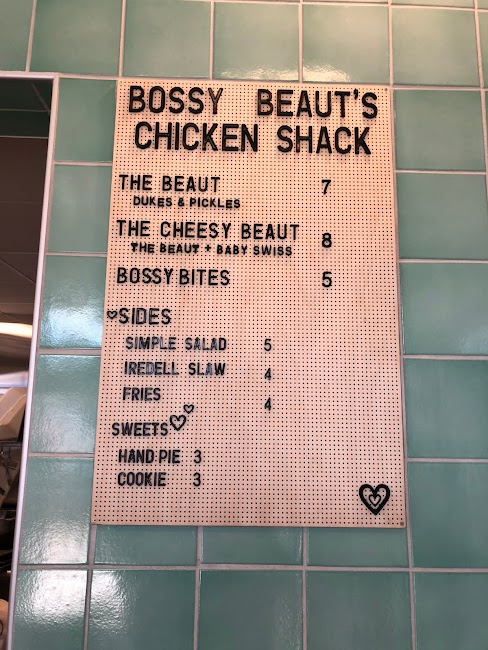 BOSSY BEAUT'S
CHICKEN SHACK
THE BEAUT 7
DUKES & PICKLES
THE CHEESY BEAUT 8
THE BEAUT + BABY SWISS
BOSSY BITES 5
SIDES
SIMPLE SALAD 5
IREDELL SLAW 4
FRIES 4
SWEETS
HAND PIE 3
COOKIE 3